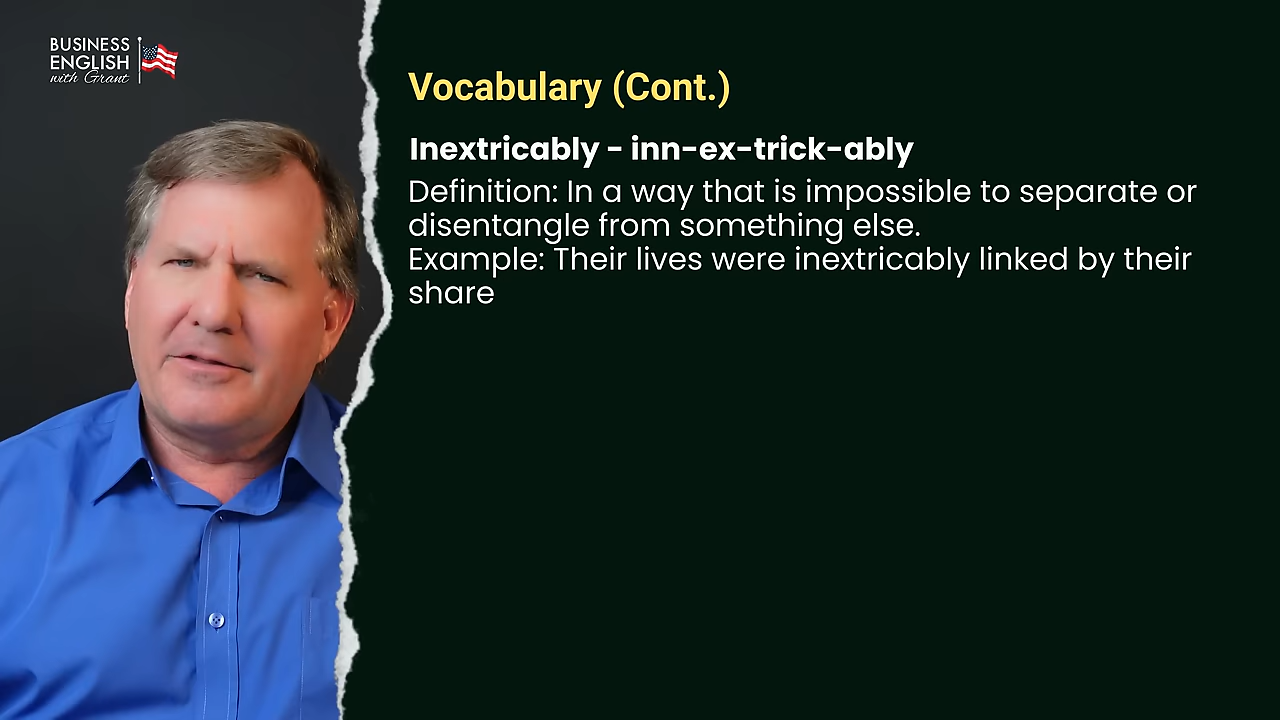 BUSINESS
ENGLISH
with Grant
Vocabulary (Cont.)
Inextricably - inn-ex-trick-ably
Definition: In a way that is impossible to separate or
disentangle from something else.
Example: Their lives were inextricably linked by their
share